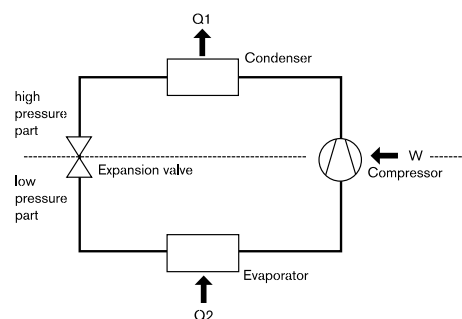 Q1
Condenser
high
pressure
part
W
Compressor
Expansion valve
low
pressure
part
Evaporator
Q2